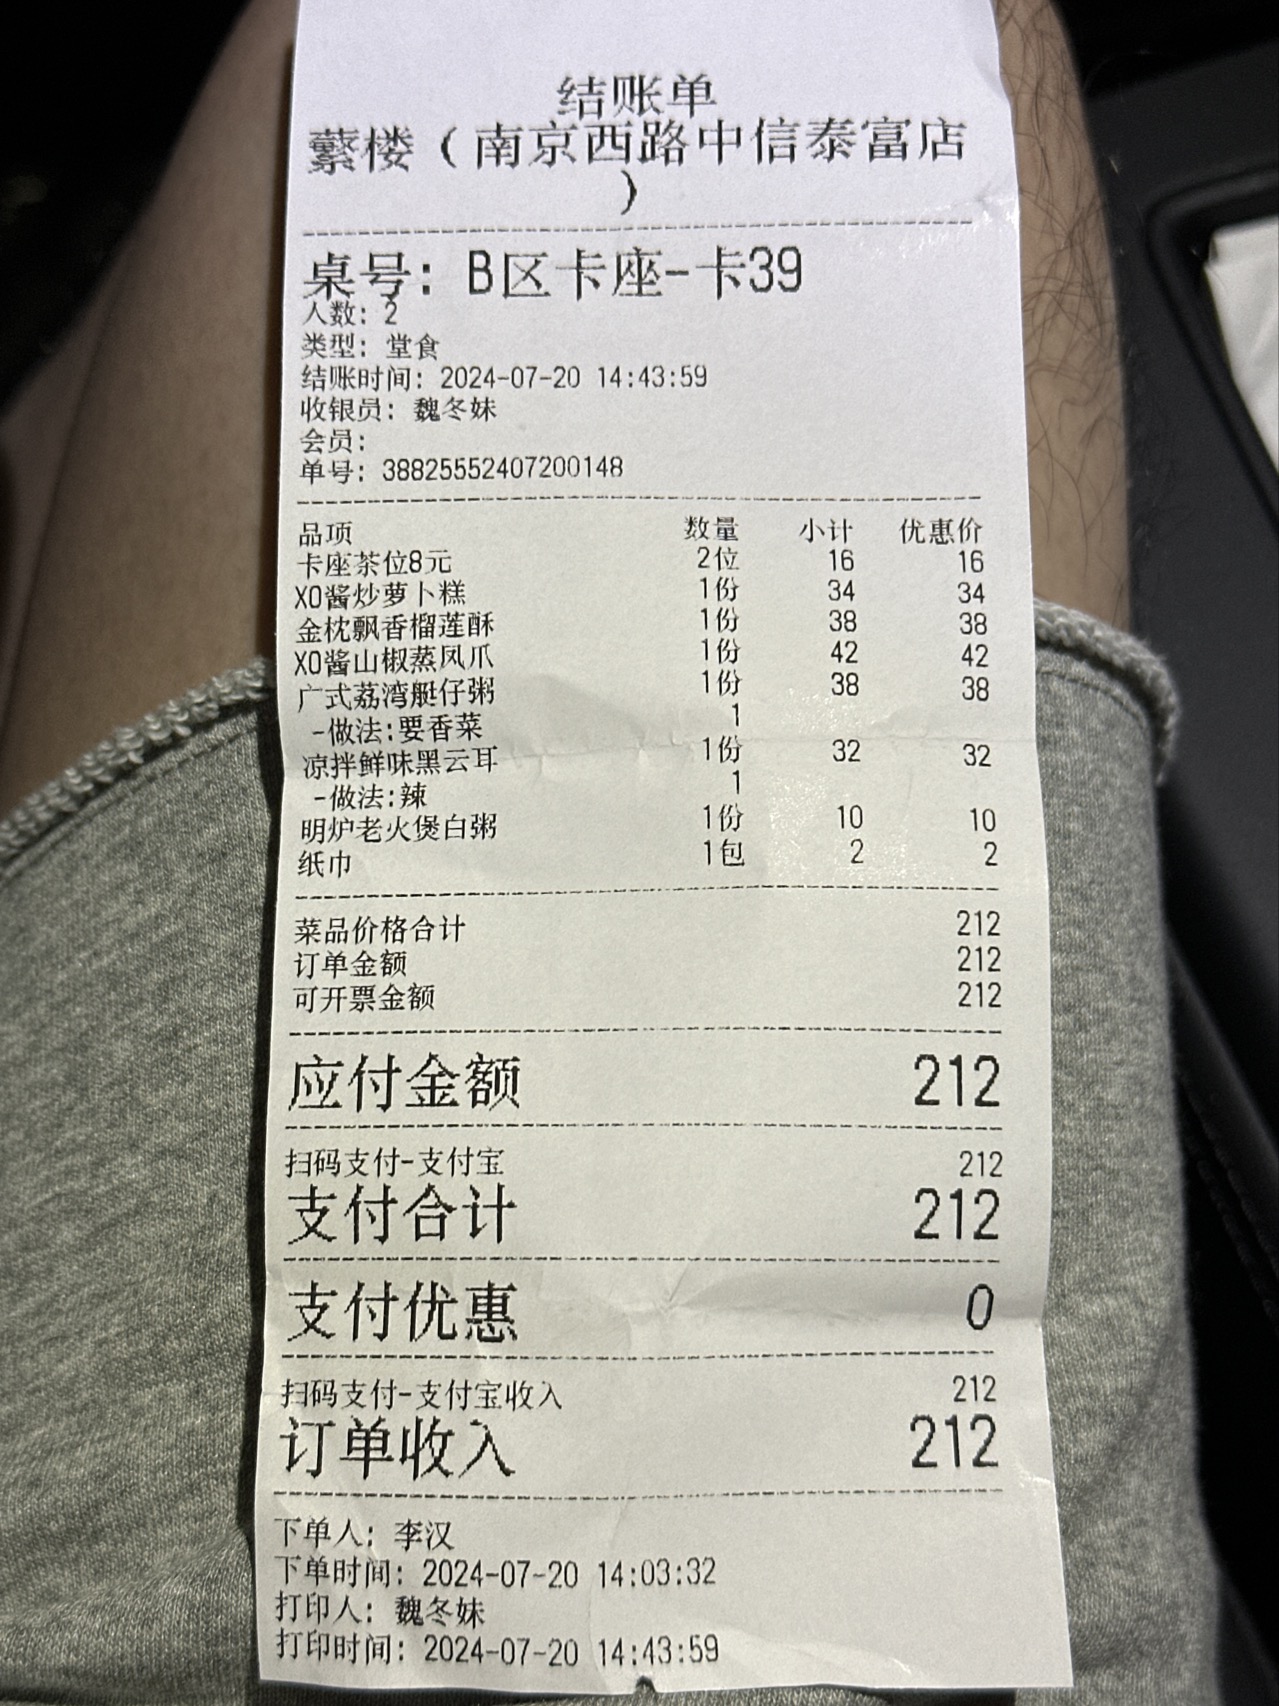 结账单
蘩楼（南京西路中信泰富店
）
桌号: B区卡座-卡39
人数: 2
类型: 堂食
结账时间: 2024-07-20 14:43:59
收银员: 魏冬妹
会员:
单号: 38825552407200148
品项 数量 小计 优惠价
卡座茶位8元 2位 16 16
XO酱炒萝卜糕 1份 34 34
金枕飘香榴莲酥 1份 38 38
XO酱山椒蒸凤爪 1份 42 42
广式荔湾艇仔粥 1份 38 38
-做法:要香菜 1
凉拌鲜味黑云耳 1份 32 32
-做法:辣 1
明炉老火煲白粥 1份 10 10
纸巾 1包 2 2
菜品价格合计 212
订单金额 212
可开票金额 212
应付金额 212
扫码支付-支付宝 212
支付合计 212
支付优惠 0
扫码支付-支付宝收入 212
订单收入 212
下单人: 李汉
下单时间: 2024-07-20 14:03:32
打印人: 魏冬妹
打印时间: 2024-07-20 14:43:59